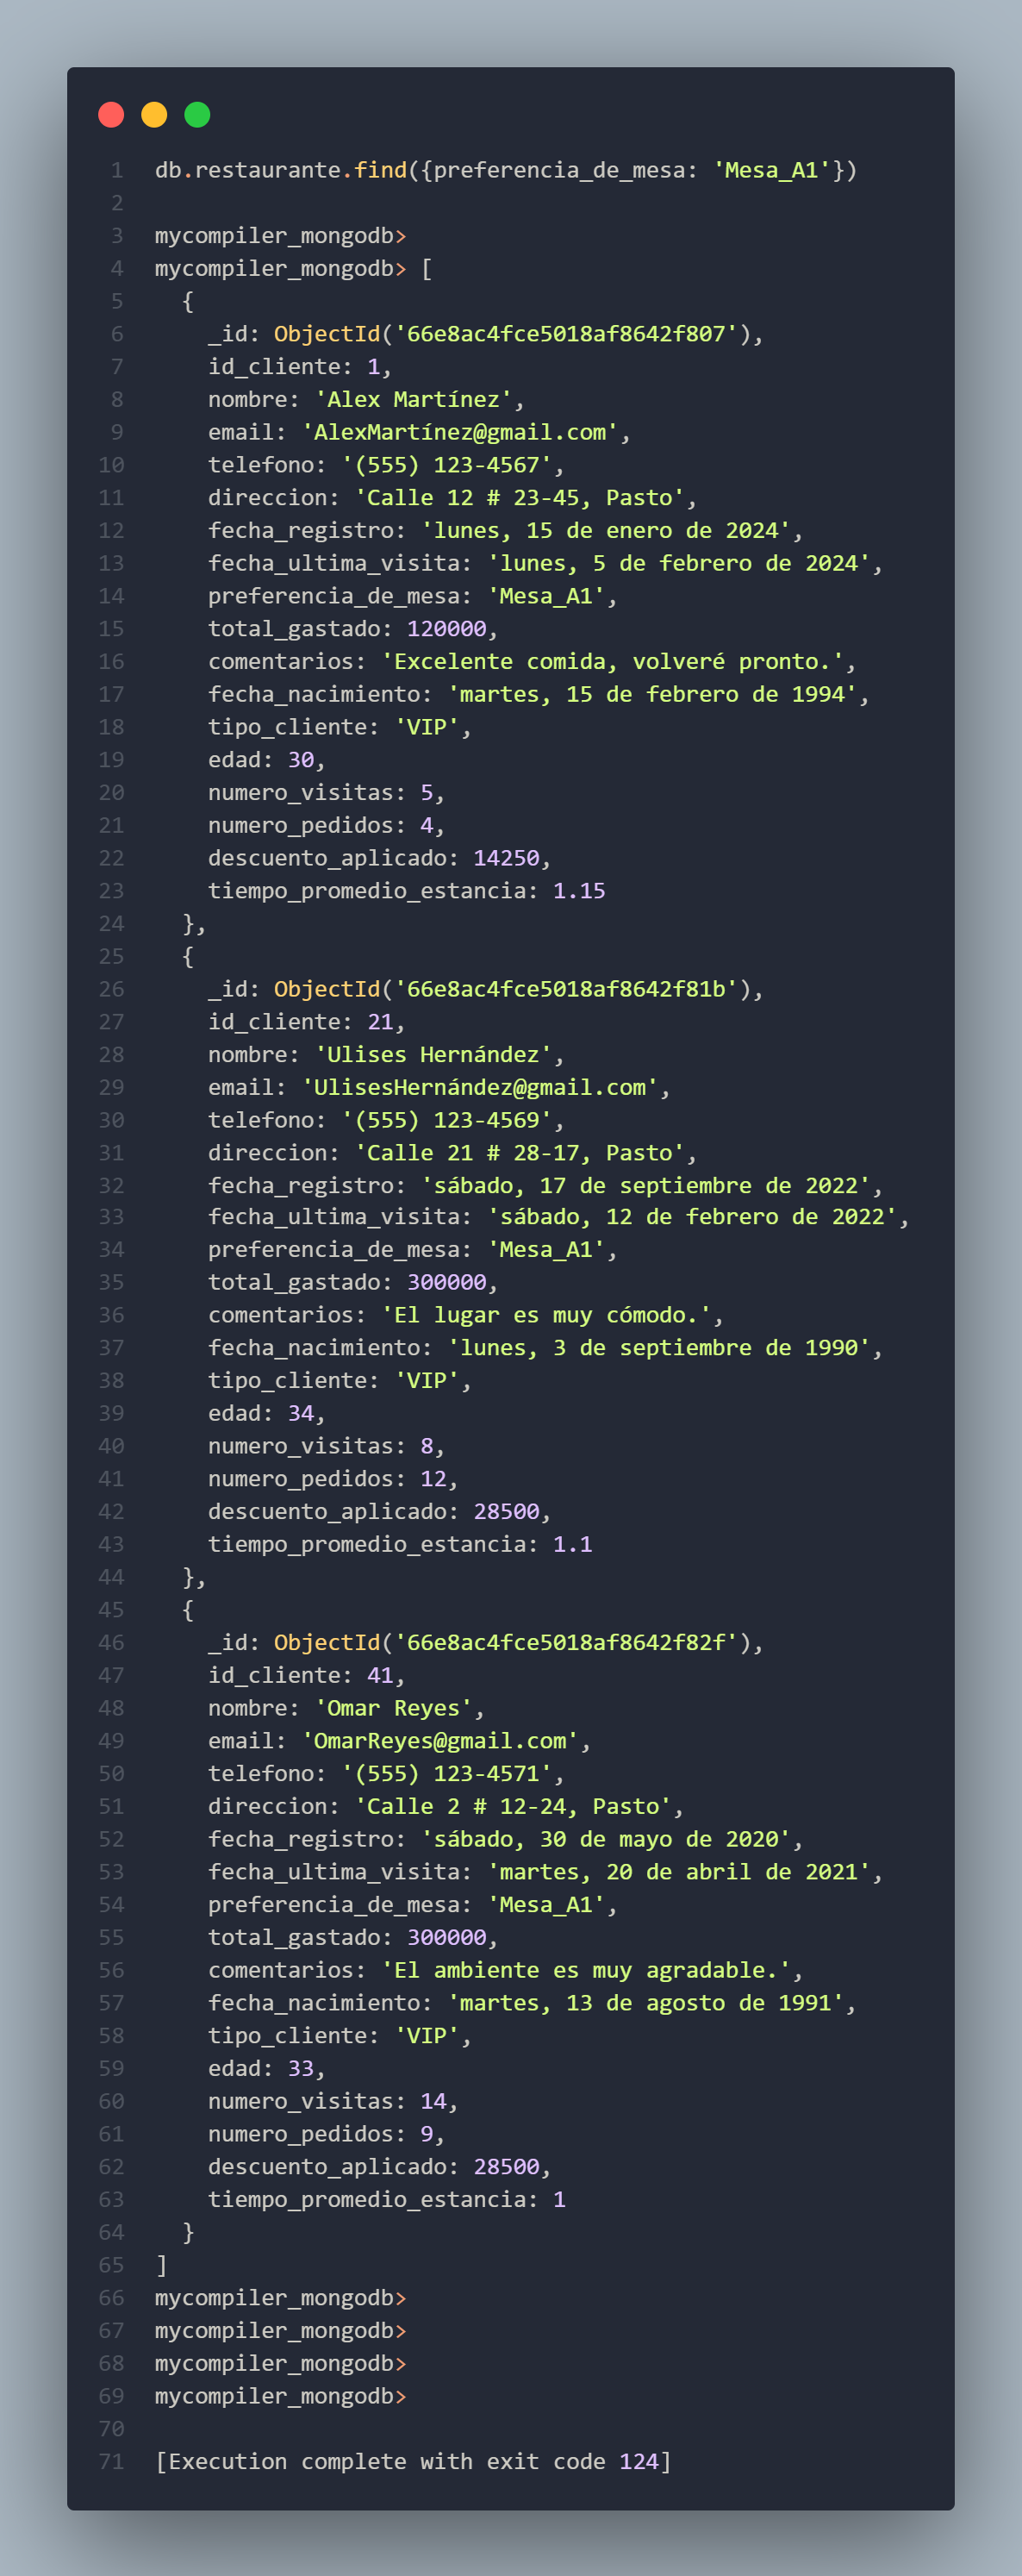 1 db.restaurante.find({preferencia_de_mesa: 'Mesa_A1'})
2
3 mycompiler_mongodb>
4 mycompiler_mongodb> [
5   {
6     _id: ObjectId('66e8ac4fce5018af8642f807'),
7     id_cliente: 1,
8     nombre: 'Alex Martínez',
9     email: 'AlexMartínez@gmail.com',
10     telefono: '(555) 123-4567',
11     direccion: 'Calle 12 # 23-45, Pasto',
12     fecha_registro: 'lunes, 15 de enero de 2024',
13     fecha_ultima_visita: 'lunes, 5 de febrero de 2024',
14     preferencia_de_mesa: 'Mesa_A1',
15     total_gastado: 120000,
16     comentarios: 'Excelente comida, volveré pronto.',
17     fecha_nacimiento: 'martes, 15 de febrero de 1994',
18     tipo_cliente: 'VIP',
19     edad: 30,
20     numero_visitas: 5,
21     numero_pedidos: 4,
22     descuento_aplicado: 14250,
23     tiempo_promedio_estancia: 1.15
24   },
25   {
26     _id: ObjectId('66e8ac4fce5018af8642f81b'),
27     id_cliente: 21,
28     nombre: 'Ulises Hernández',
29     email: 'UlisesHernández@gmail.com',
30     telefono: '(555) 123-4569',
31     direccion: 'Calle 21 # 28-17, Pasto',
32     fecha_registro: 'sábado, 17 de septiembre de 2022',
33     fecha_ultima_visita: 'sábado, 12 de febrero de 2022',
34     preferencia_de_mesa: 'Mesa_A1',
35     total_gastado: 300000,
36     comentarios: 'El lugar es muy cómodo.',
37     fecha_nacimiento: 'lunes, 3 de septiembre de 1990',
38     tipo_cliente: 'VIP',
39     edad: 34,
40     numero_visitas: 8,
41     numero_pedidos: 12,
42     descuento_aplicado: 28500,
43     tiempo_promedio_estancia: 1.1
44   },
45   {
46     _id: ObjectId('66e8ac4fce5018af8642f82f'),
47     id_cliente: 41,
48     nombre: 'Omar Reyes',
49     email: 'OmarReyes@gmail.com',
50     telefono: '(555) 123-4571',
51     direccion: 'Calle 2 # 12-24, Pasto',
52     fecha_registro: 'sábado, 30 de mayo de 2020',
53     fecha_ultima_visita: 'martes, 20 de abril de 2021',
54     preferencia_de_mesa: 'Mesa_A1',
55     total_gastado: 300000,
56     comentarios: 'El ambiente es muy agradable.',
57     fecha_nacimiento: 'martes, 13 de agosto de 1991',
58     tipo_cliente: 'VIP',
59     edad: 33,
60     numero_visitas: 14,
61     numero_pedidos: 9,
62     descuento_aplicado: 28500,
63     tiempo_promedio_estancia: 1
64   }
65 ]
66 mycompiler_mongodb>
67 mycompiler_mongodb>
68 mycompiler_mongodb>
69 mycompiler_mongodb>
70
71 [Execution complete with exit code 124]